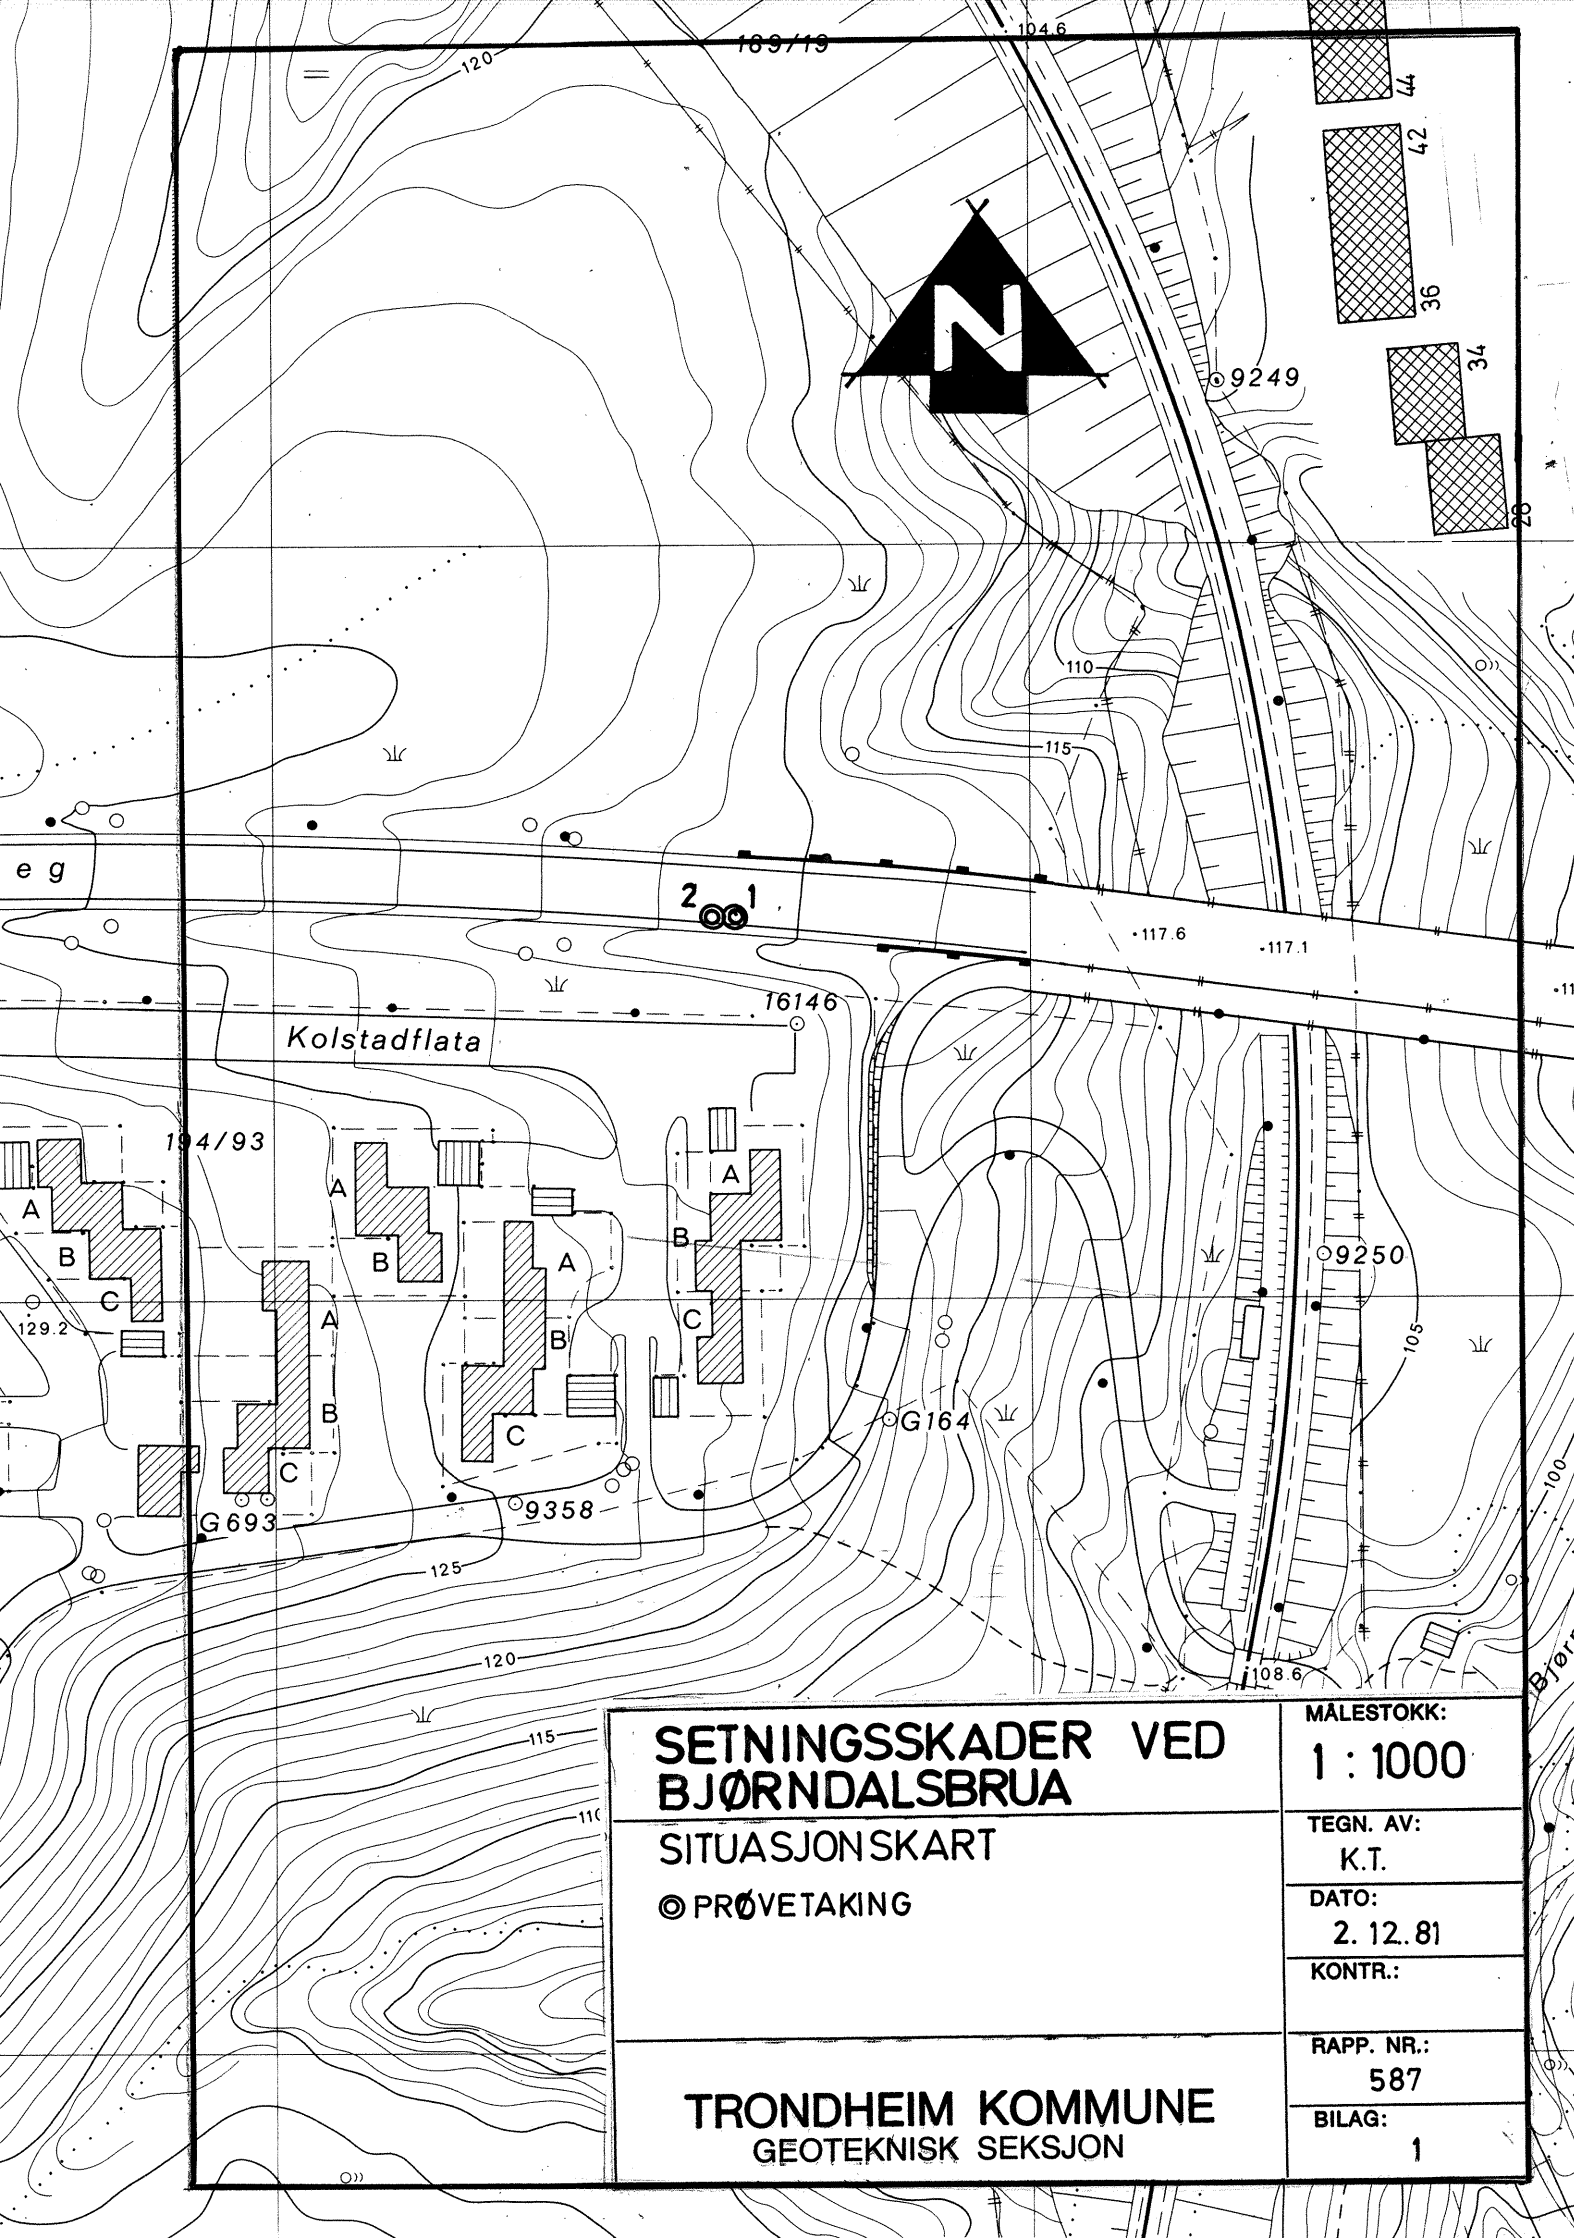 189/19
104.6
120
44
42
36
34
28
N
9249
110
115
e g
2
1
117.6
117.1
16146
Kolstadflata
194/93
A
B
C
A
B
A
B
C
A
B
C
A
B
C
129.2
9250
105
G164
G693
9358
125
100
120
108.6
115
SETNINGSSKADER VED
BJØRNDALSBRUA
SITUASJONSKART
PRØVETAKING
TRONDHEIM KOMMUNE
GEOTEKNISK SEKSJON
MÅLESTOKK:
1 : 1000
TEGN. AV:
K.T.
DATO:
2. 12. 81
KONTR.:
RAPP. NR.:
587
BILAG:
1